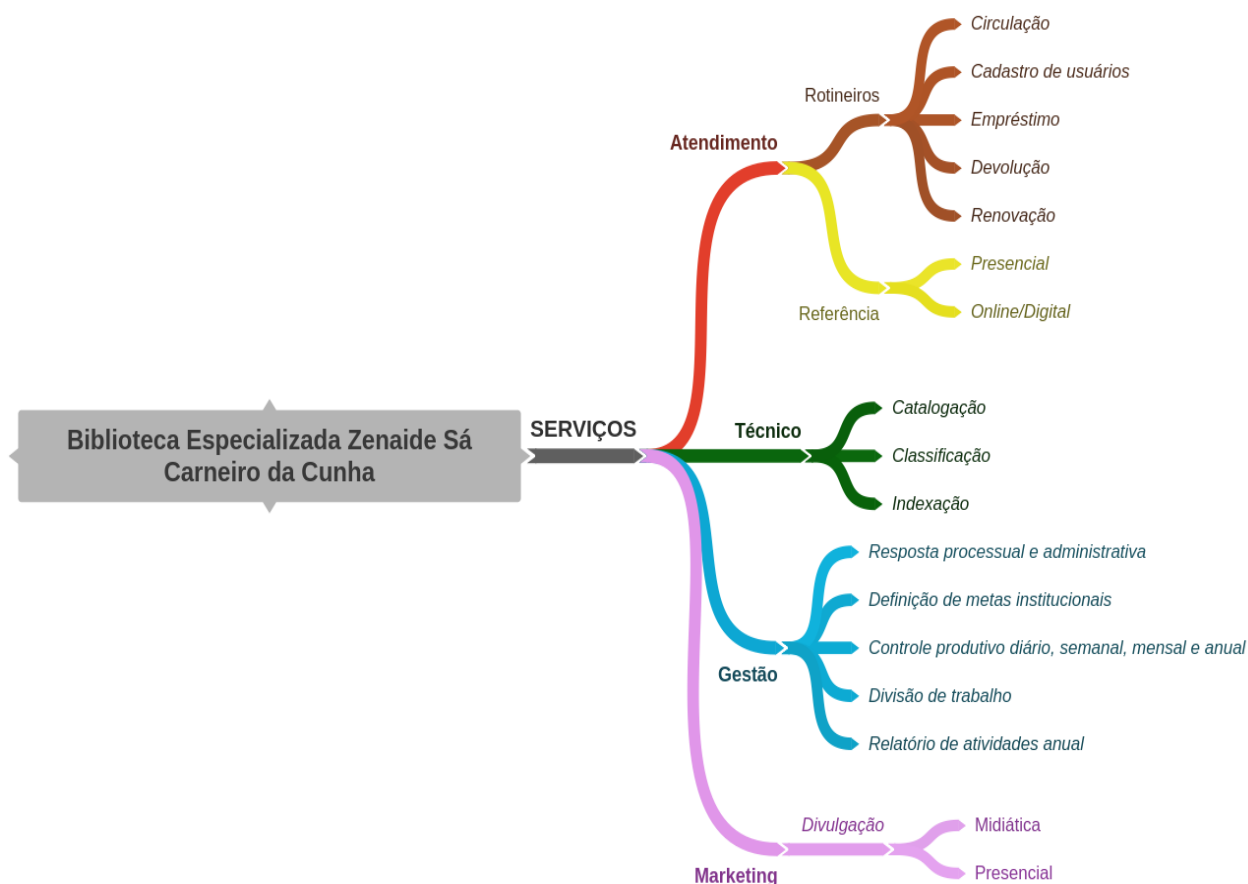 Biblioteca Especializada Zenaide Sá
Carneiro da Cunha
SERVIÇOS
Atendimento
Rotineiros
Circulação
Cadastro de usuários
Empréstimo
Devolução
Renovação
Referência
Presencial
Online/Digital
Técnico
Catalogação
Classificação
Indexação
Gestão
Resposta processual e administrativa
Definição de metas institucionais
Controle produtivo diário, semanal, mensal e anual
Divisão de trabalho
Relatório de atividades anual
Marketing
Divulgação
Midiática
Presencial